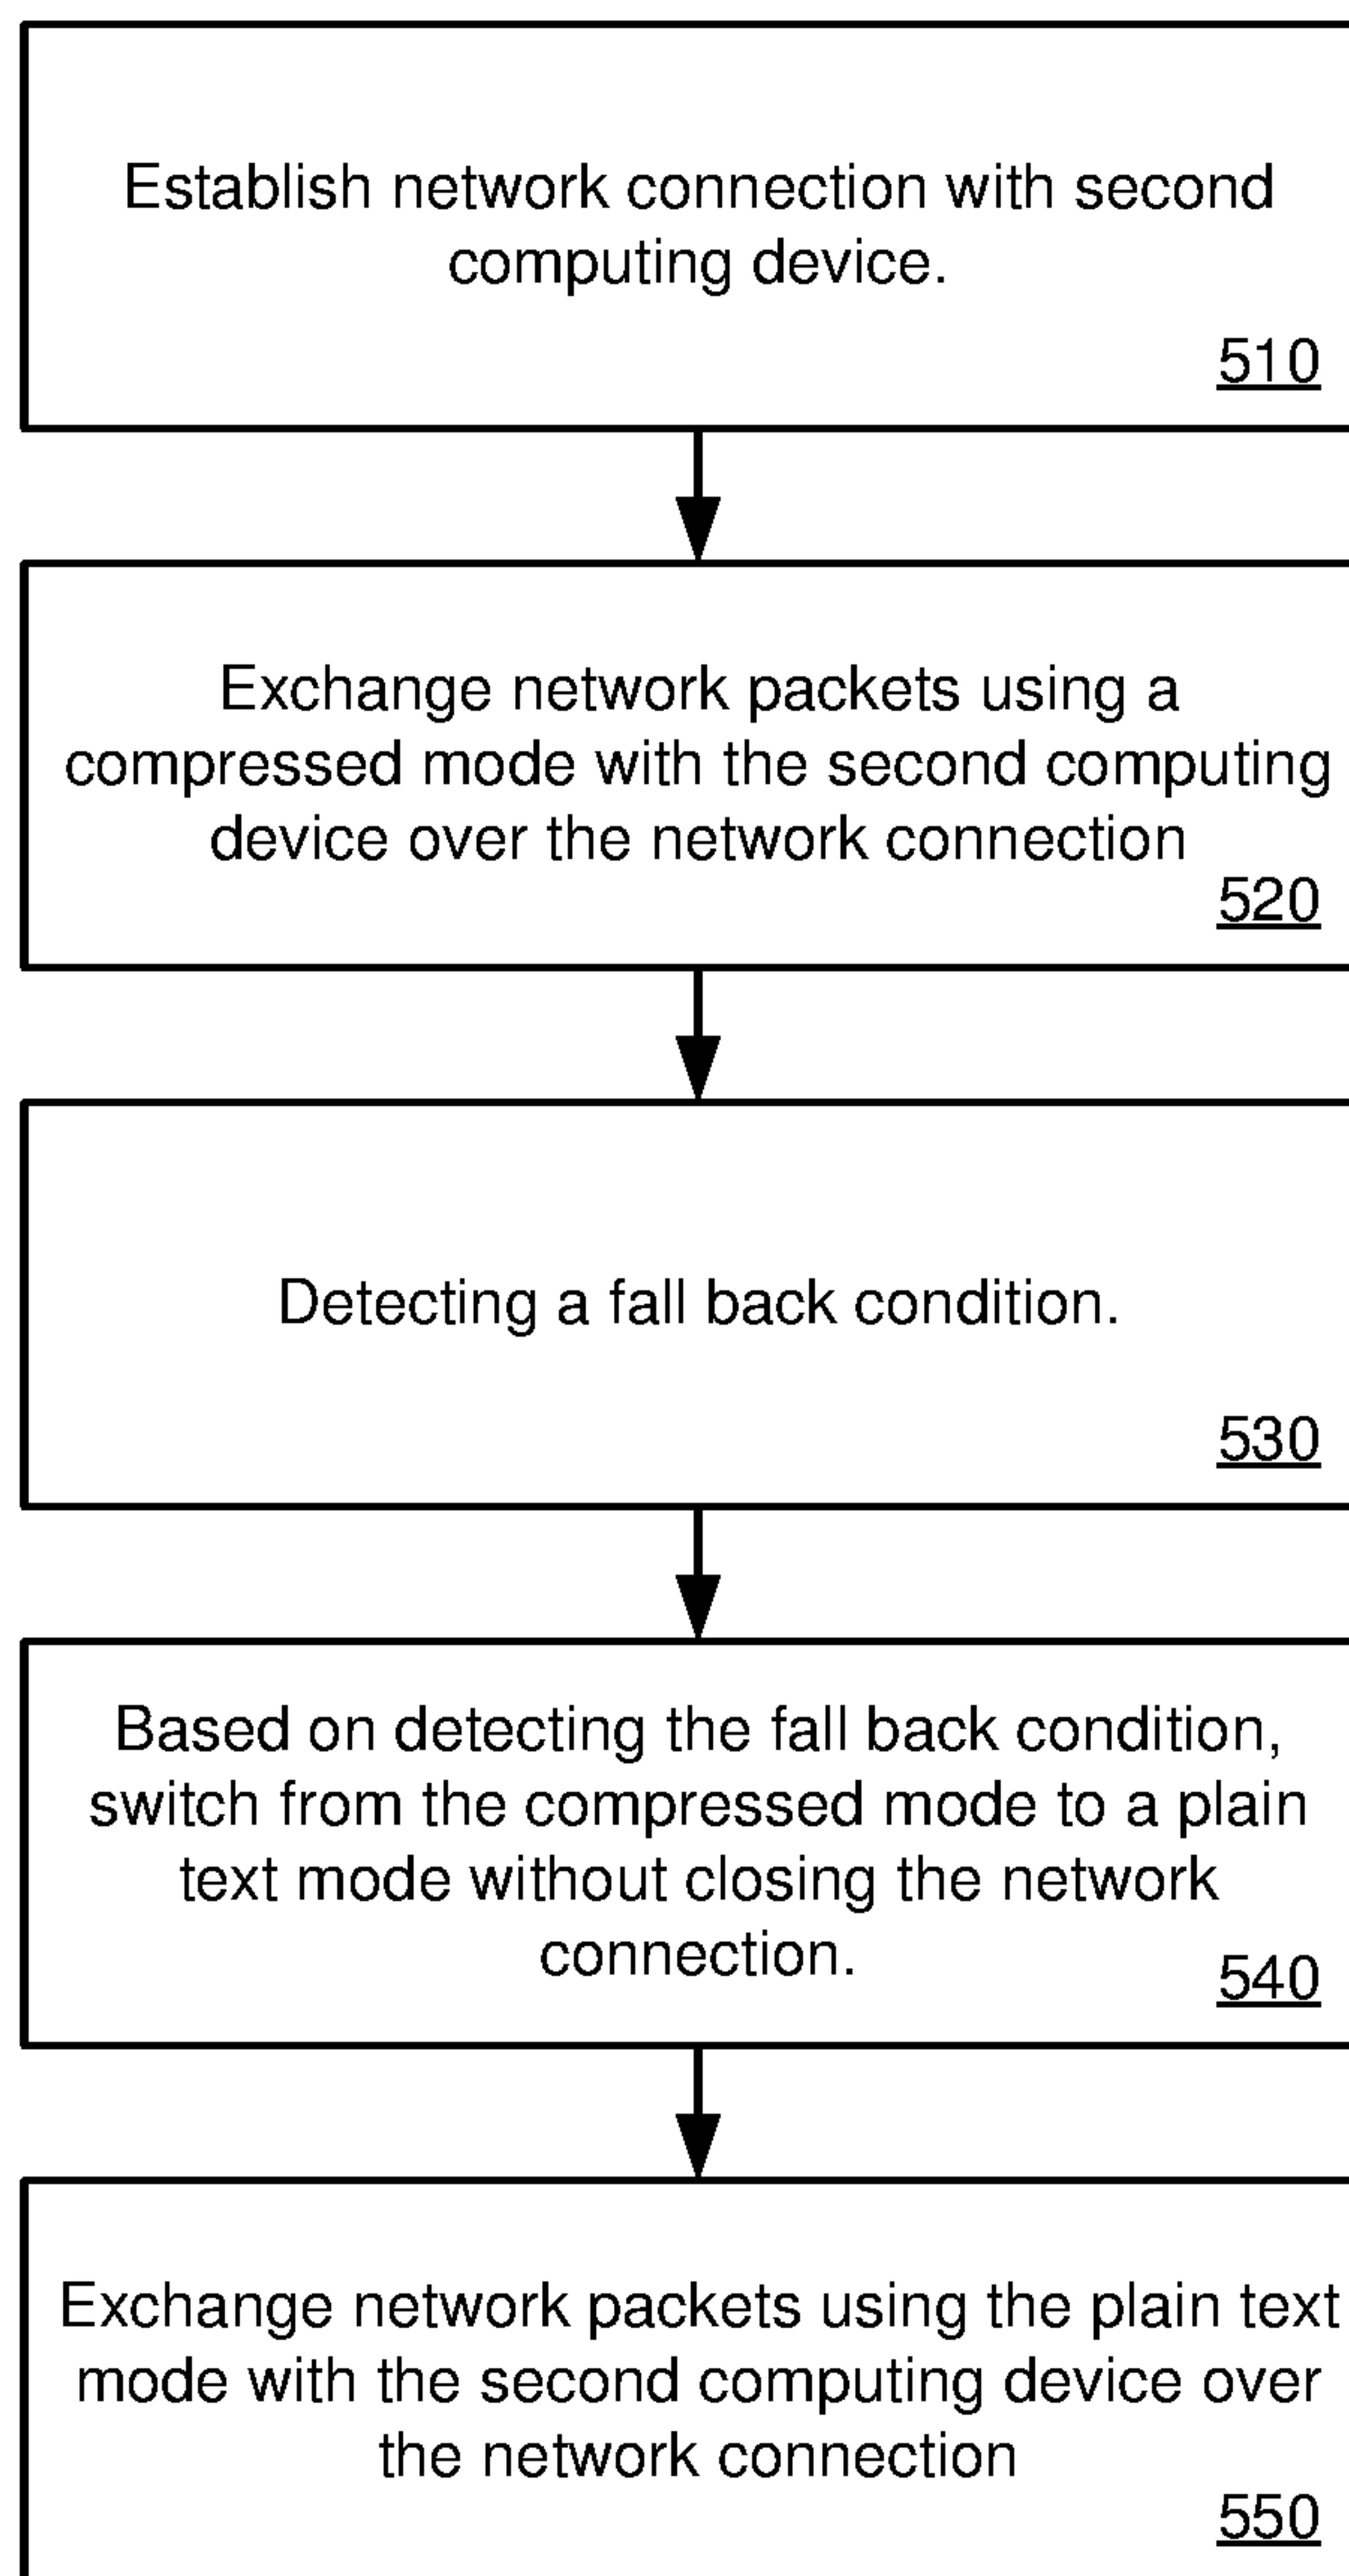 Establish network connection with second
computing device.
510
Exchange network packets using a
compressed mode with the second computing
device over the network connection
520
Detecting a fall back condition.
530
Based on detecting the fall back condition,
switch from the compressed mode to a plain
text mode without closing the network
connection.
540
Exchange network packets using the plain text
mode with the second computing device over
the network connection
550